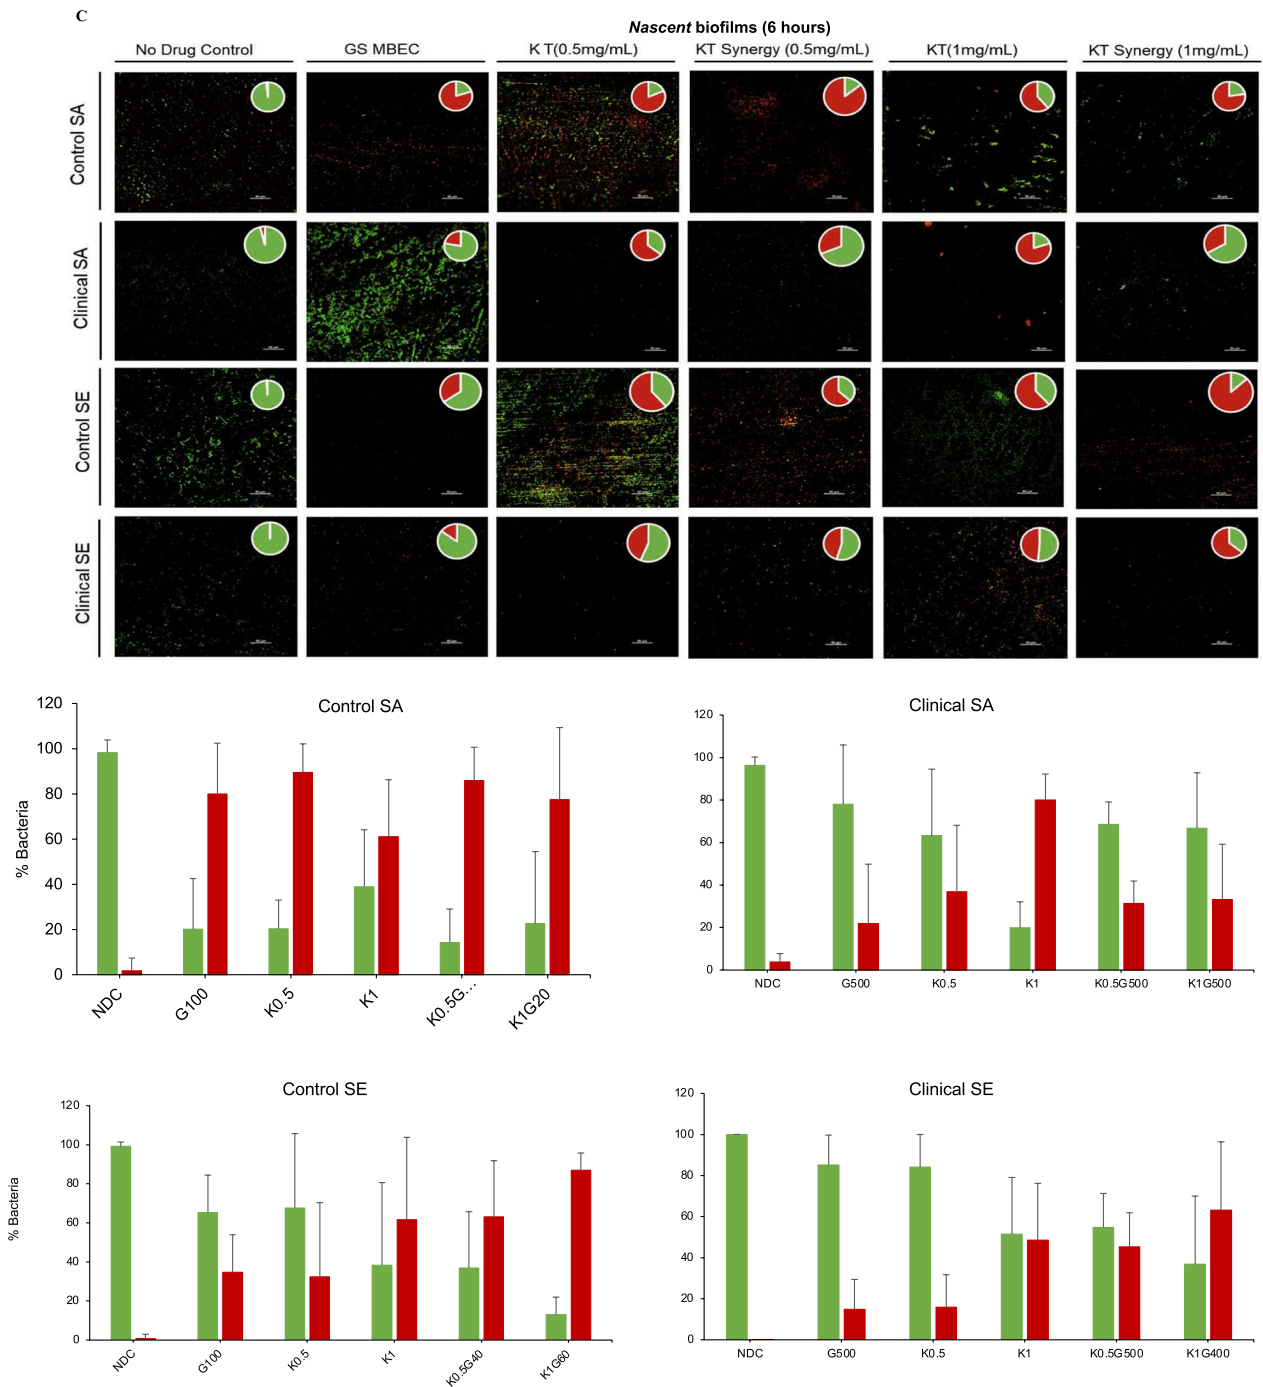 C
Nascent biofilms (6 hours)
No Drug Control GS MBEC K T(0.5mg/mL) KT Synergy (0.5mg/mL) KT(1mg/mL) KT Synergy (1mg/mL)
Control SA
Clinical SA
Control SE
Clinical SE
Control SA
% Bacteria
120
100
80
60
40
20
0
NDC G100 K0.5 K1 K0.5G... K1G20
Clinical SA
120
100
80
60
40
20
0
NDC G500 K0.5 K1 K0.5G500 K1G500
Control SE
% Bacteria
120
100
80
60
40
20
0
NDC G100 K0.5 K1 K0.5G40 K1G60
Clinical SE
120
100
80
60
40
20
0
NDC G500 K0.5 K1 K0.5G500 K1G400